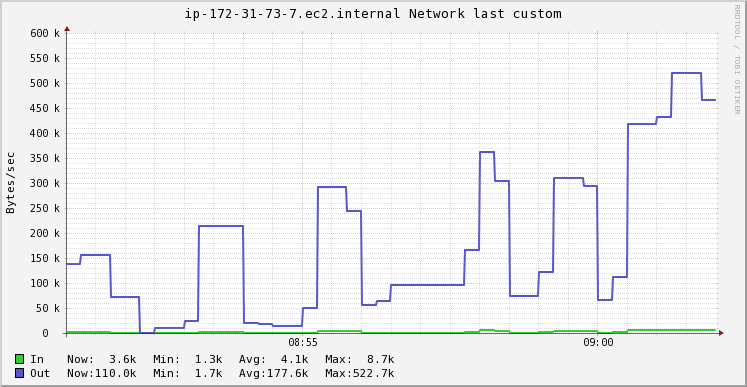 ip-172-31-73-7.ec2.internal Network last custom
RRDTOOL / TOBI OETIKER
Bytes/sec
600 k
550 k
500 k
450 k
400 k
350 k
300 k
250 k
200 k
150 k
100 k
50 k
0
08:55 09:00
In Now: 3.6k Min: 1.3k Avg: 4.1k Max: 8.7k
Out Now:110.0k Min: 1.7k Avg:177.6k Max:522.7k